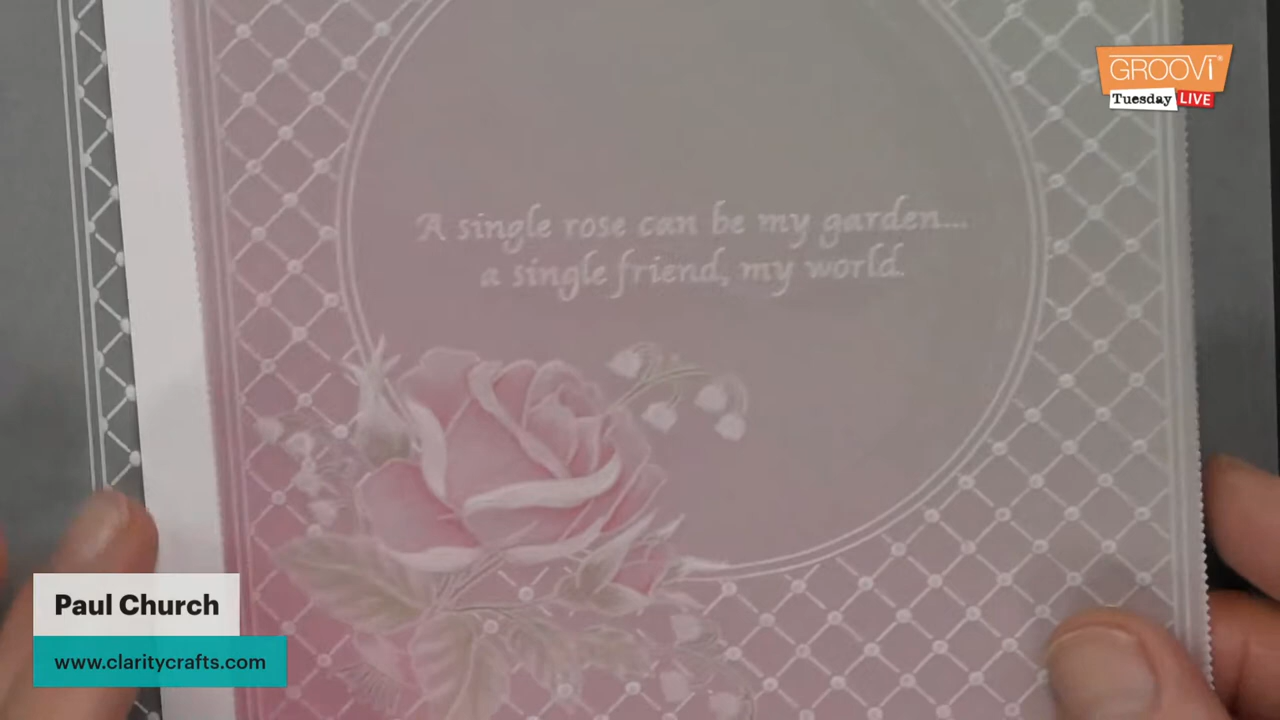 GROOVI®
Tuesday LIVE
A single rose can be my garden...
a single friend, my world.
Paul Church
www.claritycrafts.com